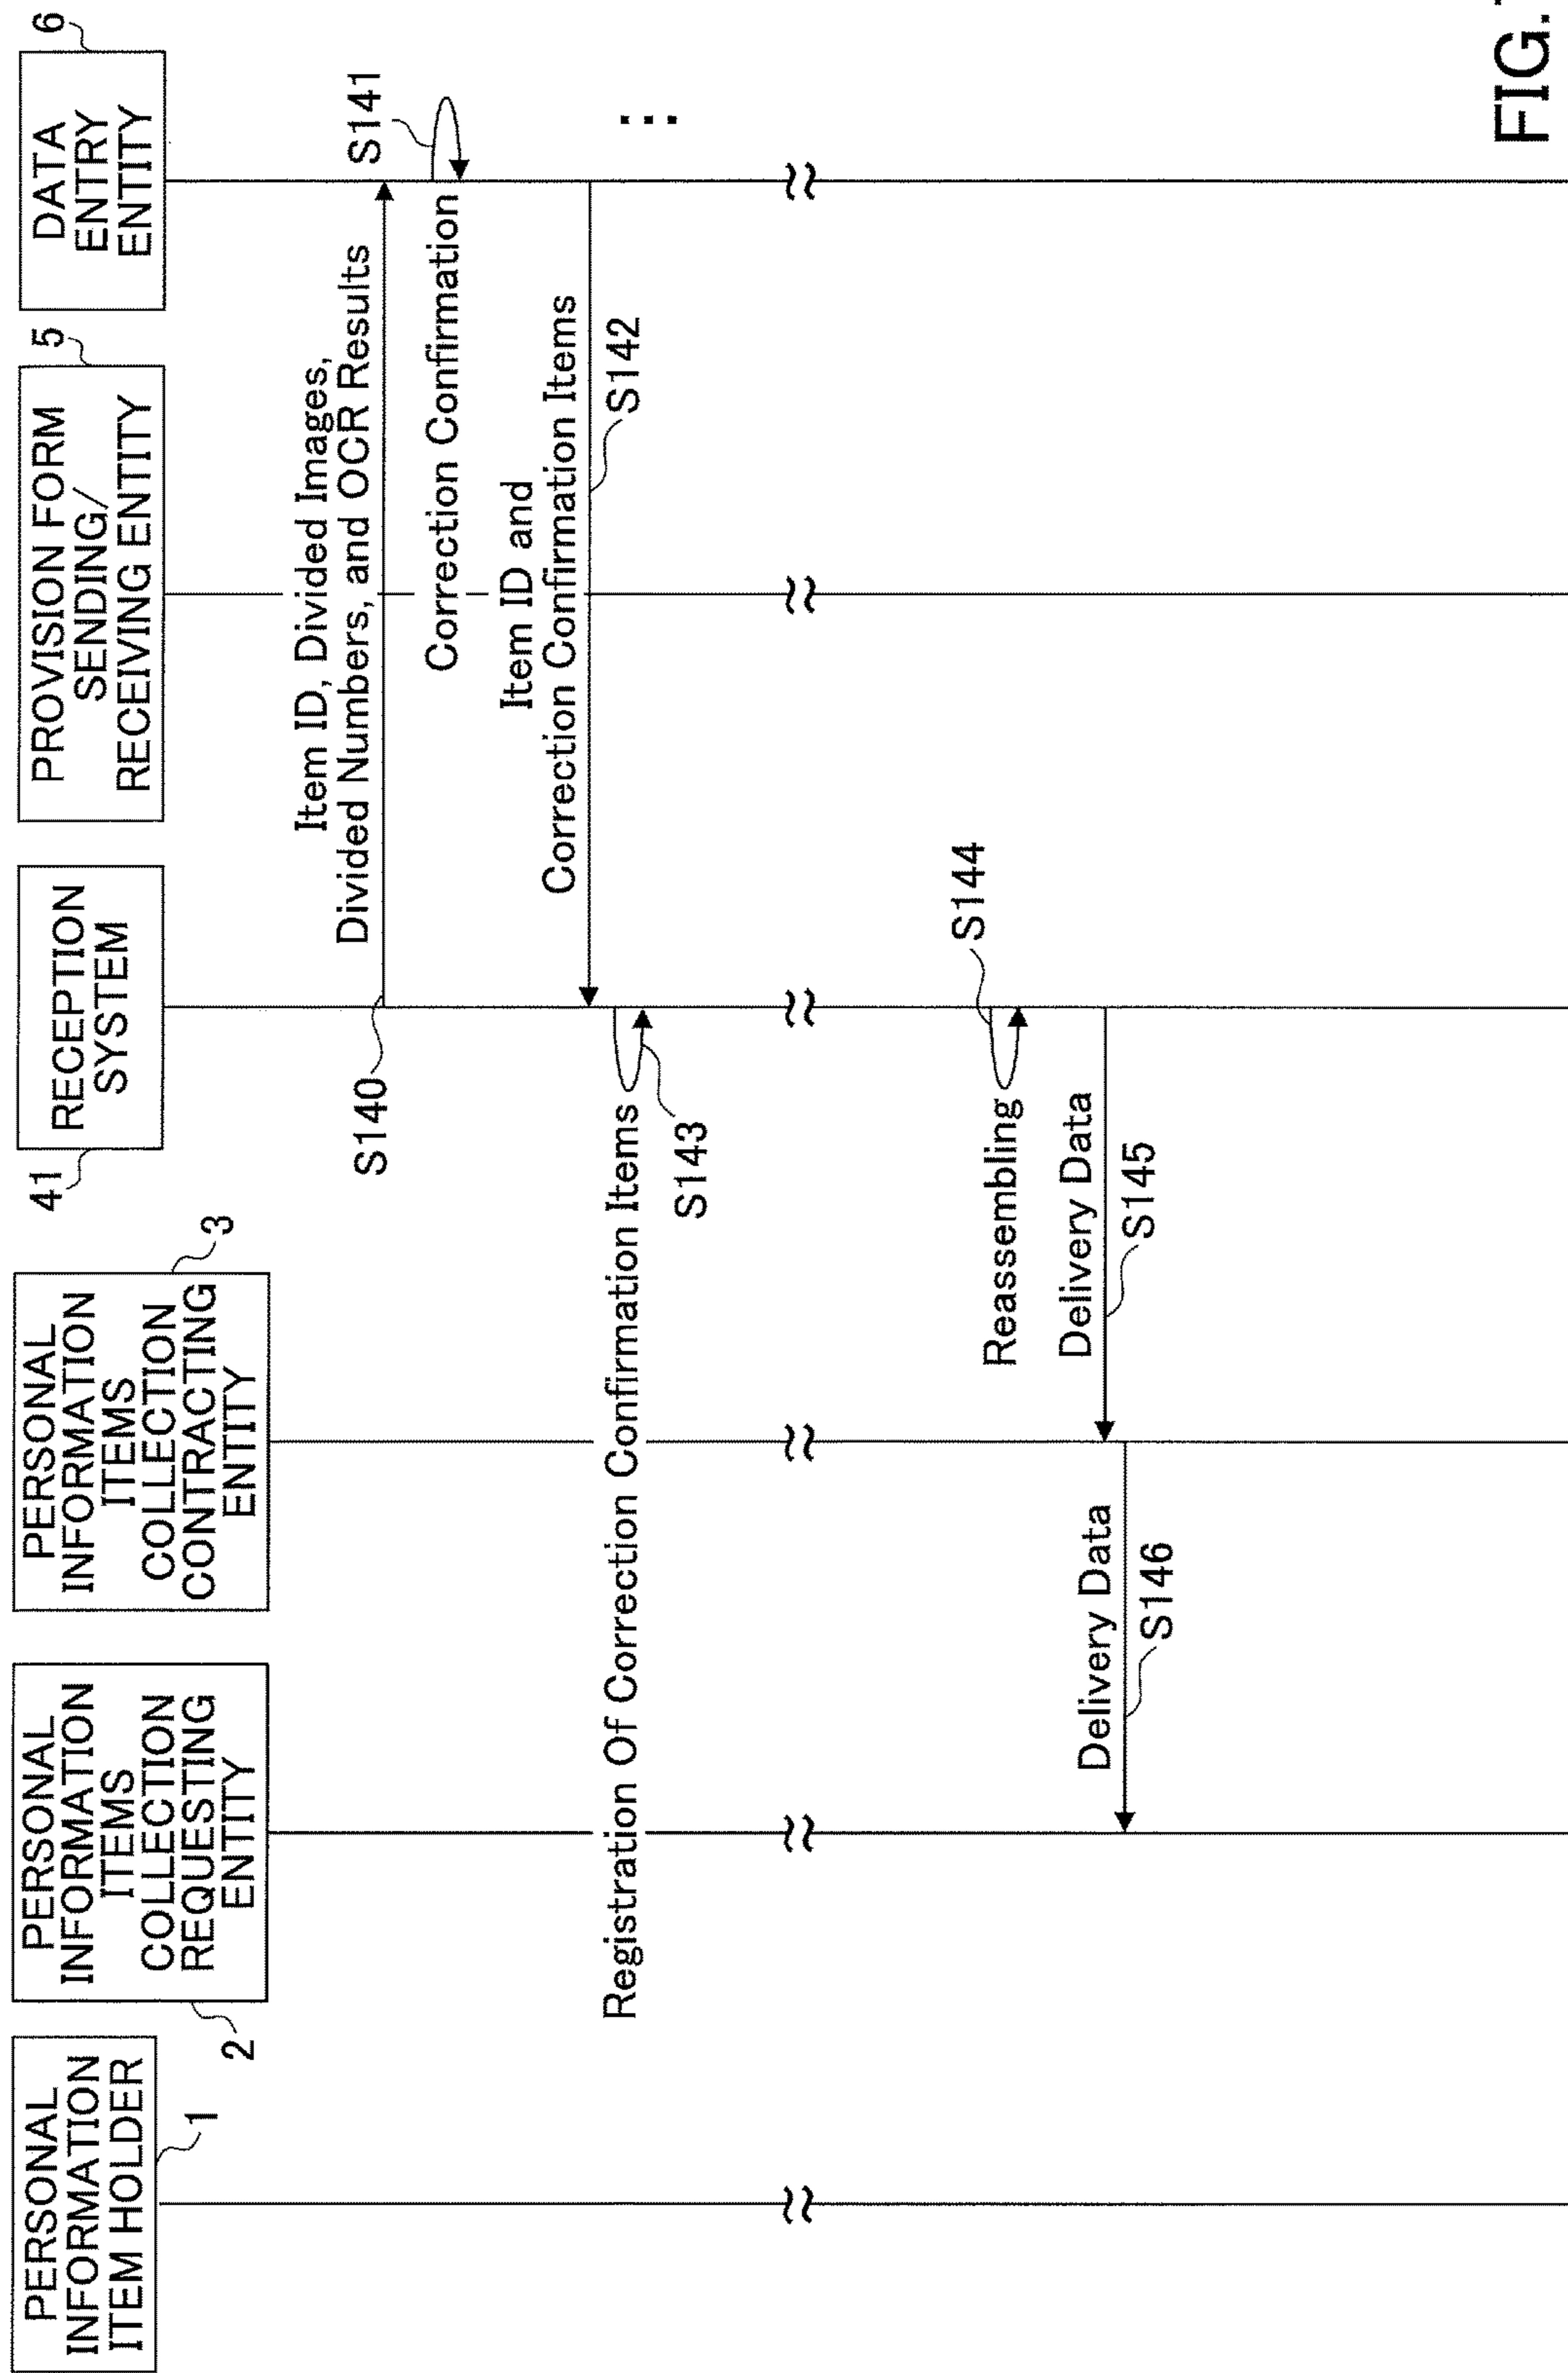 PERSONAL
INFORMATION
ITEM HOLDER
1
PERSONAL
INFORMATION
ITEMS
COLLECTION
REQUESTING
ENTITY
2
PERSONAL
INFORMATION
ITEMS
COLLECTION
CONTRACTING
ENTITY
3
RECEPTION
SYSTEM
41
PROVISION FORM
SENDING/
RECEIVING ENTITY
5
DATA
ENTRY
ENTITY
6
Item ID, Divided Images,
Divided Numbers, and OCR Results
S140
S141
Correction Confirmation
Item ID and
Correction Confirmation Items
S142
Registration Of Correction Confirmation Items
S143
S144
Reassembling
Delivery Data
S145
Delivery Data
S146
FIG.